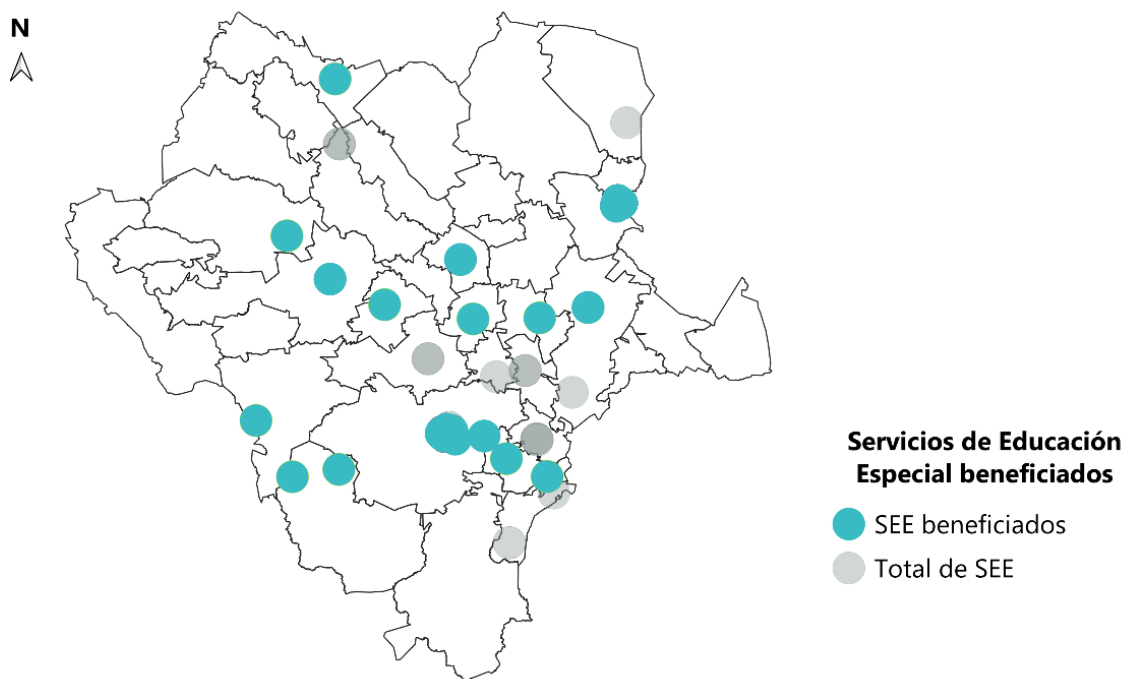 N
Servicios de Educación
Especial beneficiados
SEE beneficiados
Total de SEE